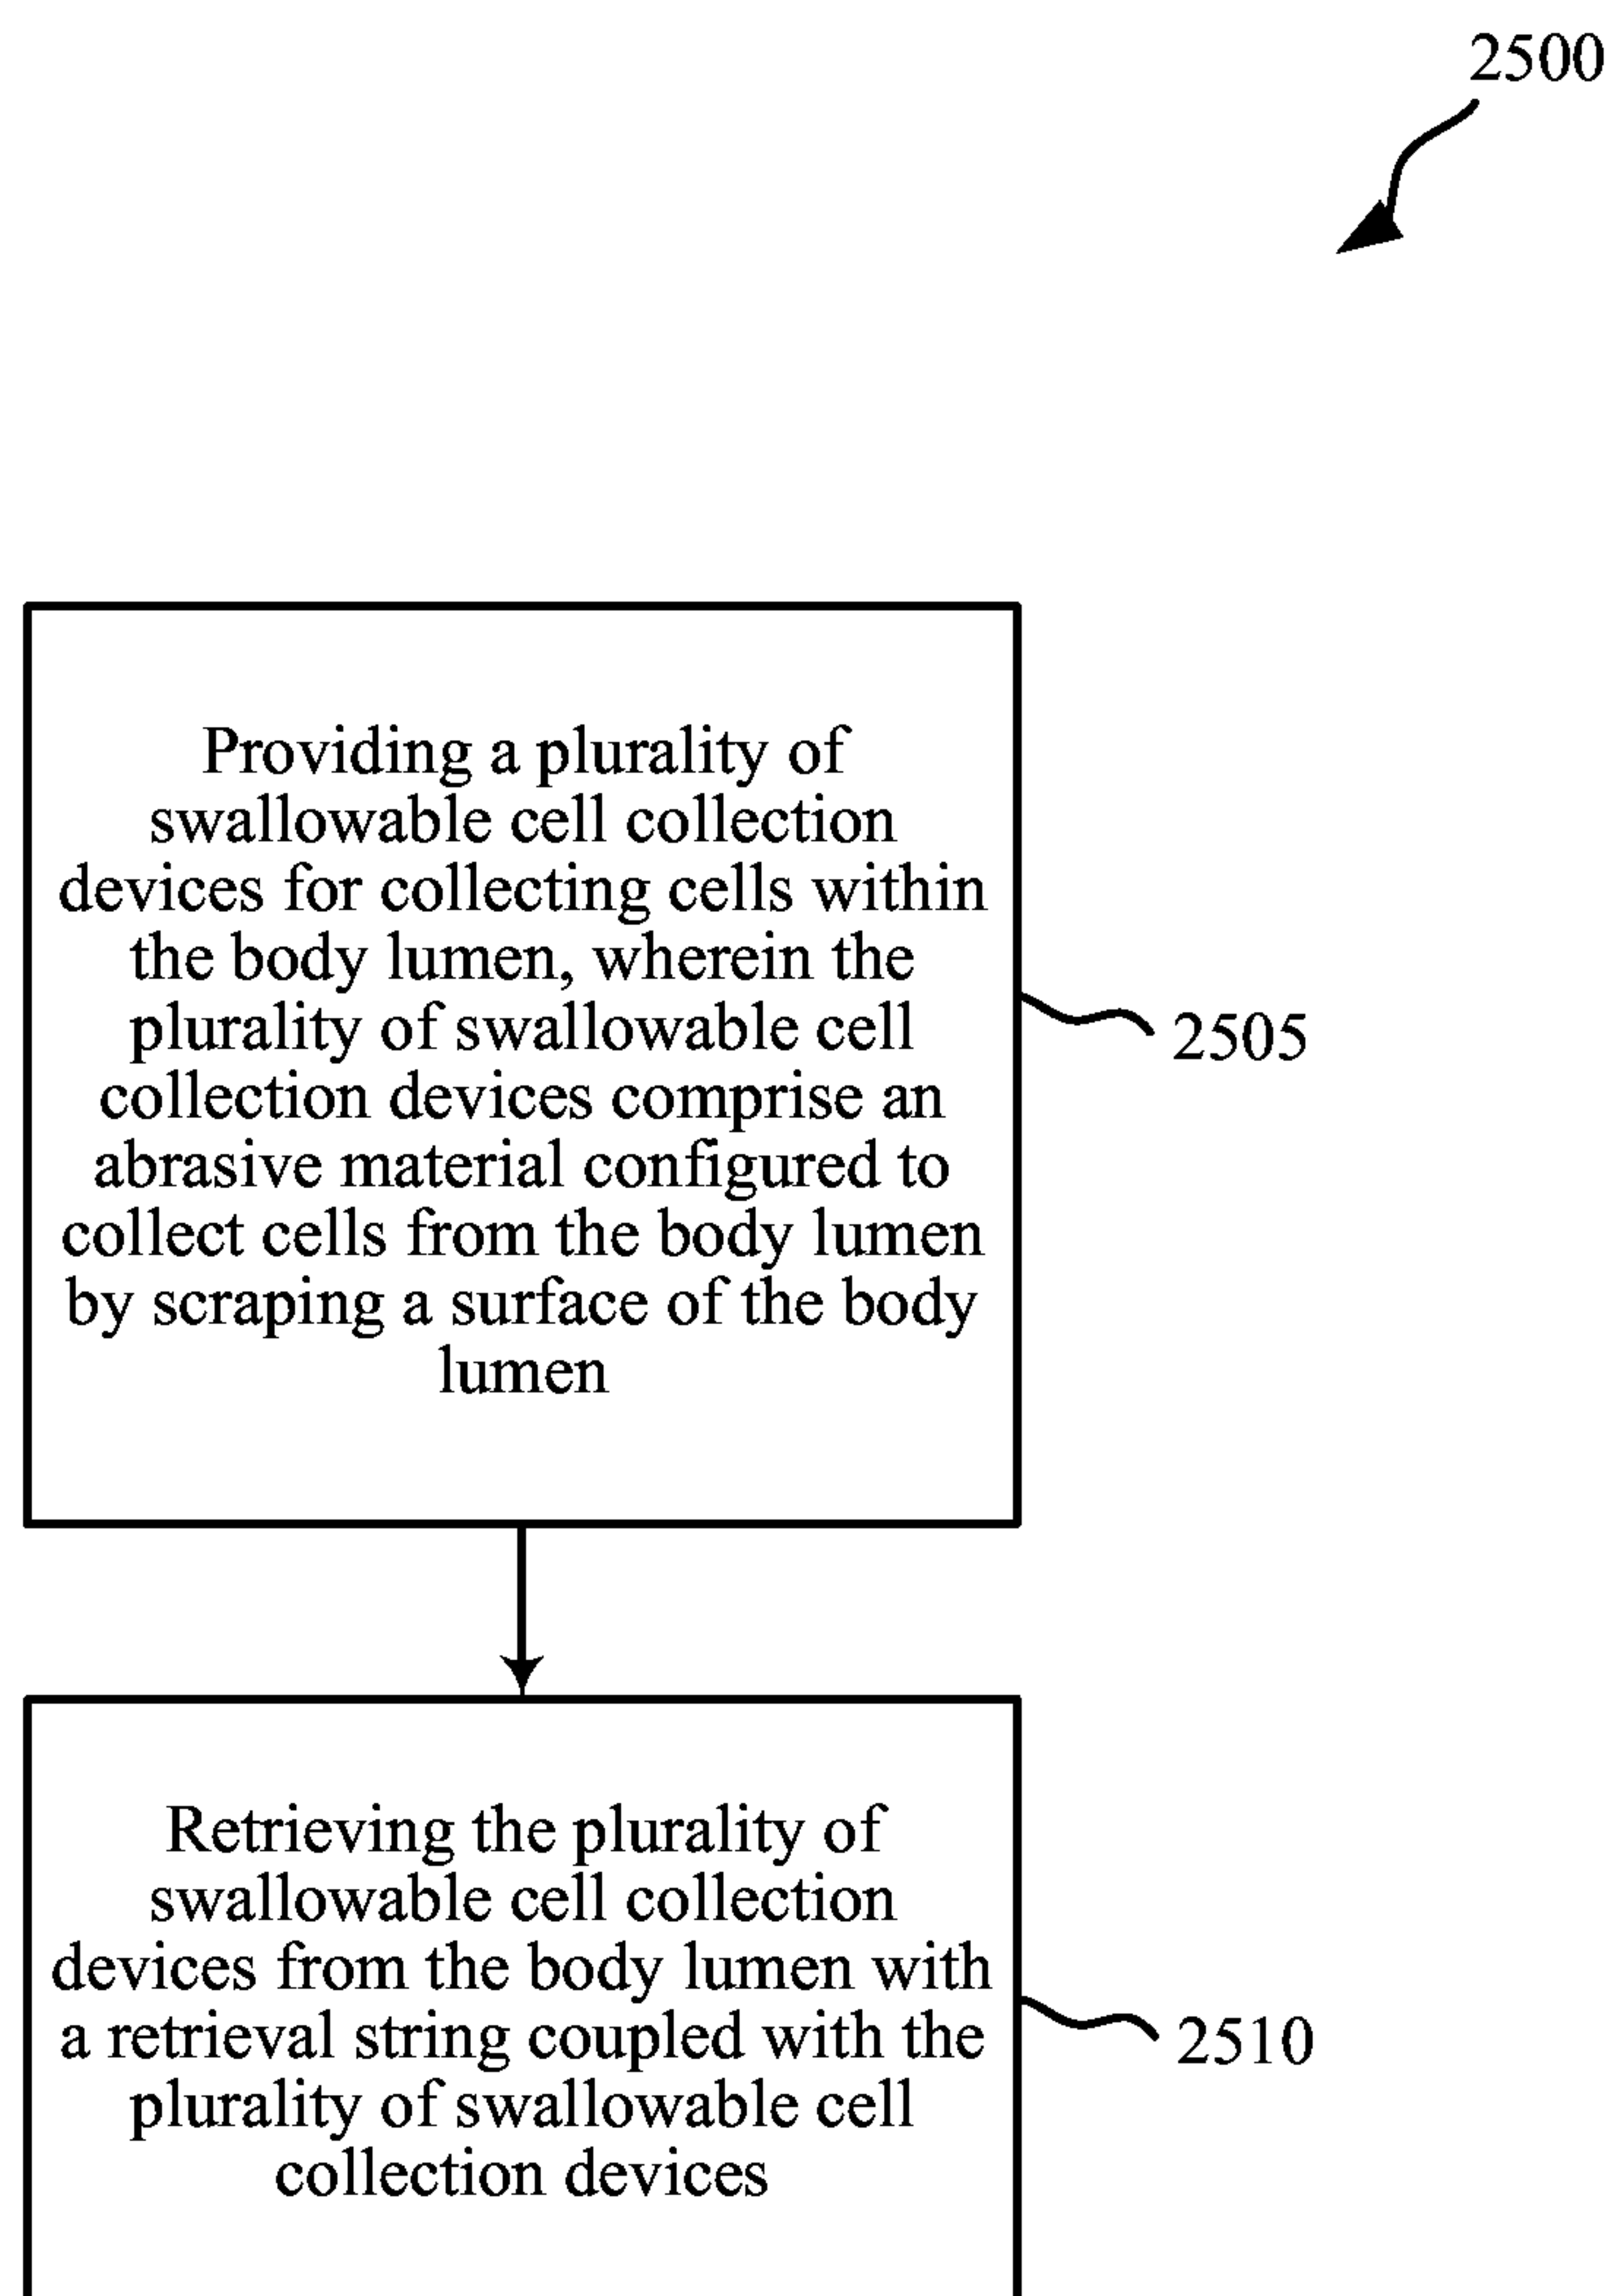 2500
Providing a plurality of
swallowable cell collection
devices for collecting cells within
the body lumen, wherein the
plurality of swallowable cell
collection devices comprise an
abrasive material configured to
collect cells from the body lumen
by scraping a surface of the body
lumen
2505
Retrieving the plurality of
swallowable cell collection
devices from the body lumen with
a retrieval string coupled with the
plurality of swallowable cell
collection devices
2510